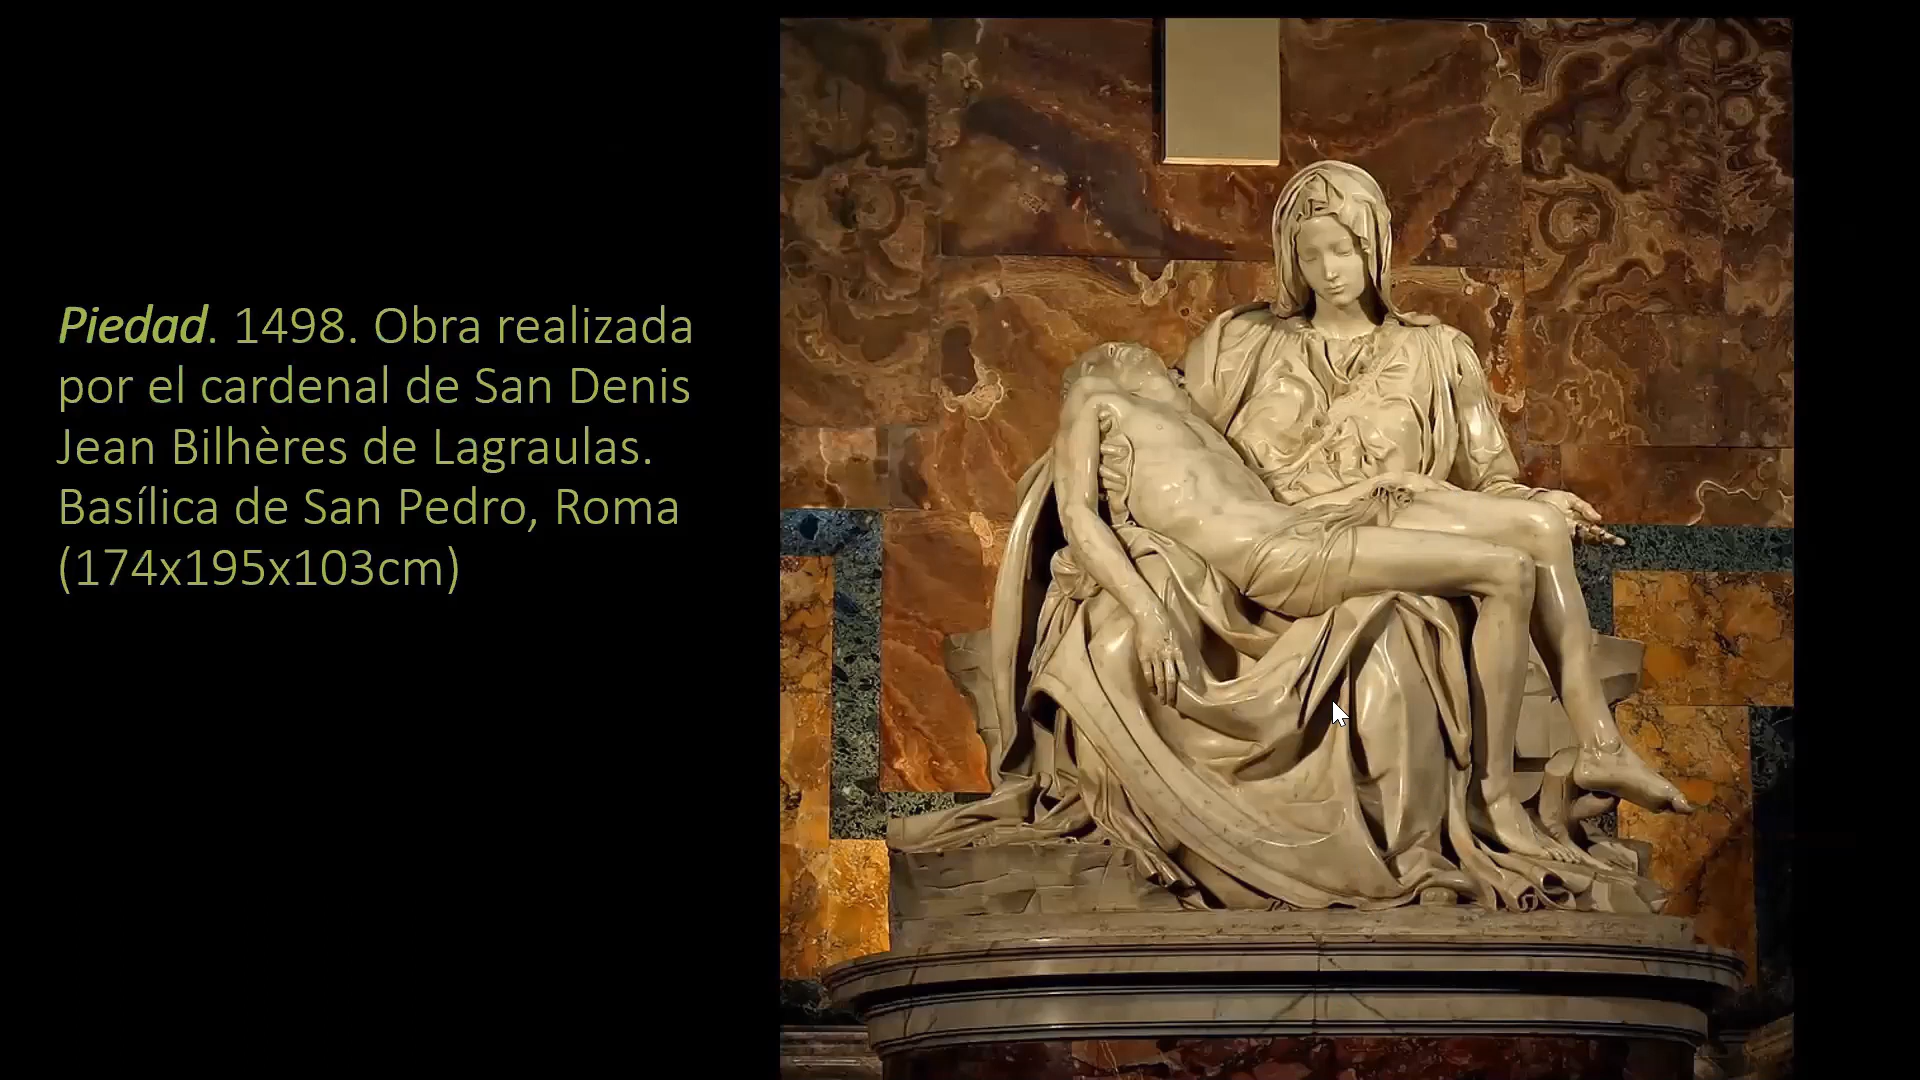 Piedad. 1498. Obra realizada
por el cardenal de San Denis
Jean Bilhères de Lagraulas.
Basílica de San Pedro, Roma
(174x195x103cm)